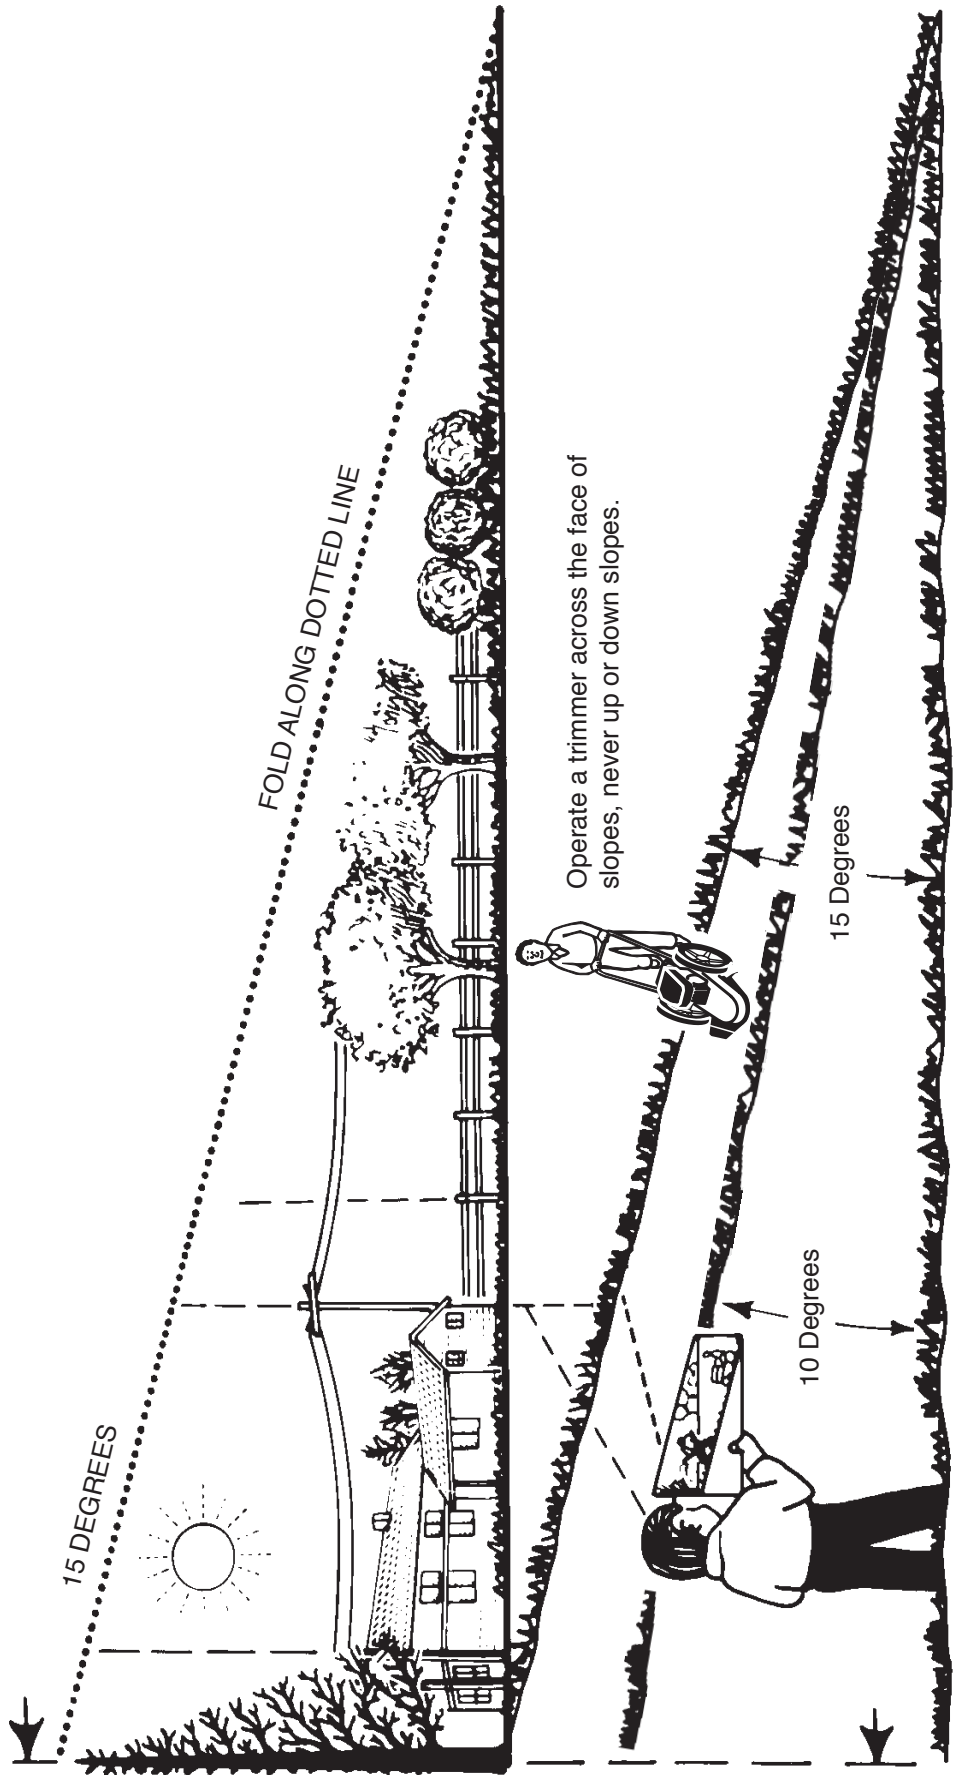 15 DEGREES
FOLD ALONG DOTTED LINE
Operate a trimmer across the face of
slopes, never up or down slopes.
10 Degrees
15 Degrees